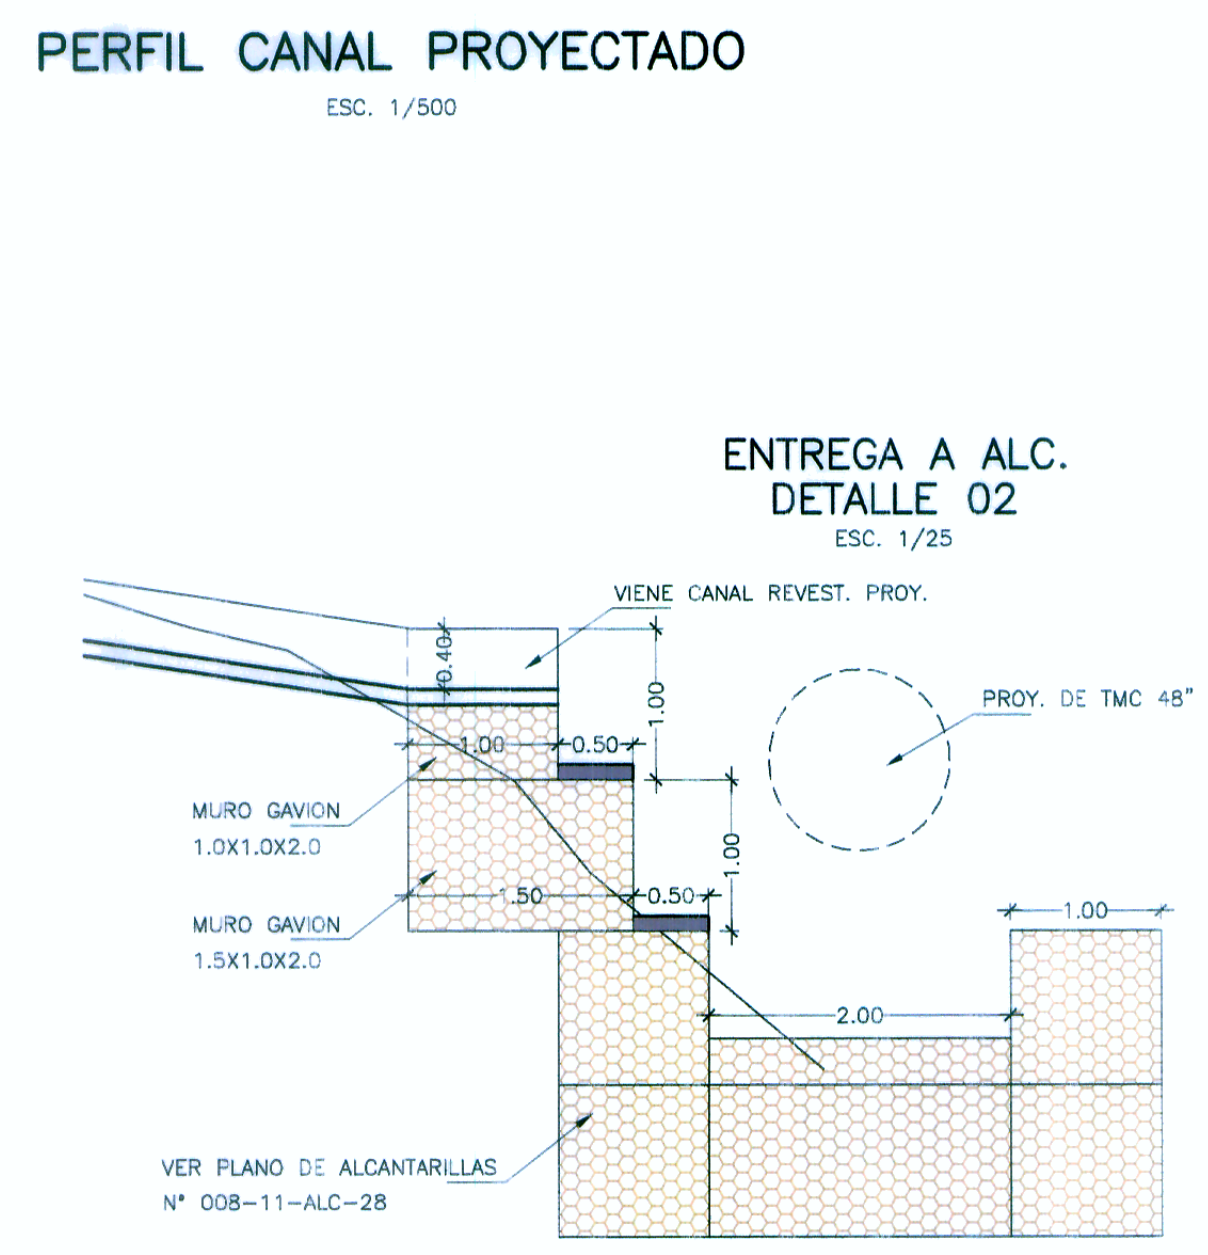 PERFIL CANAL PROYECTADO
ESC. 1/500
ENTREGA A ALC.
DETALLE 02
ESC. 1/25
VIENE CANAL REVEST. PROY.
0.40
1.00
PROY. DE TMC 48"
1.00
0.50
MURO GAVION
1.0X1.0X2.0
1.00
1.50
0.50
1.00
MURO GAVION
1.5X1.0X2.0
2.00
VER PLANO DE ALCANTARILLAS
N° 008-11-ALC-28